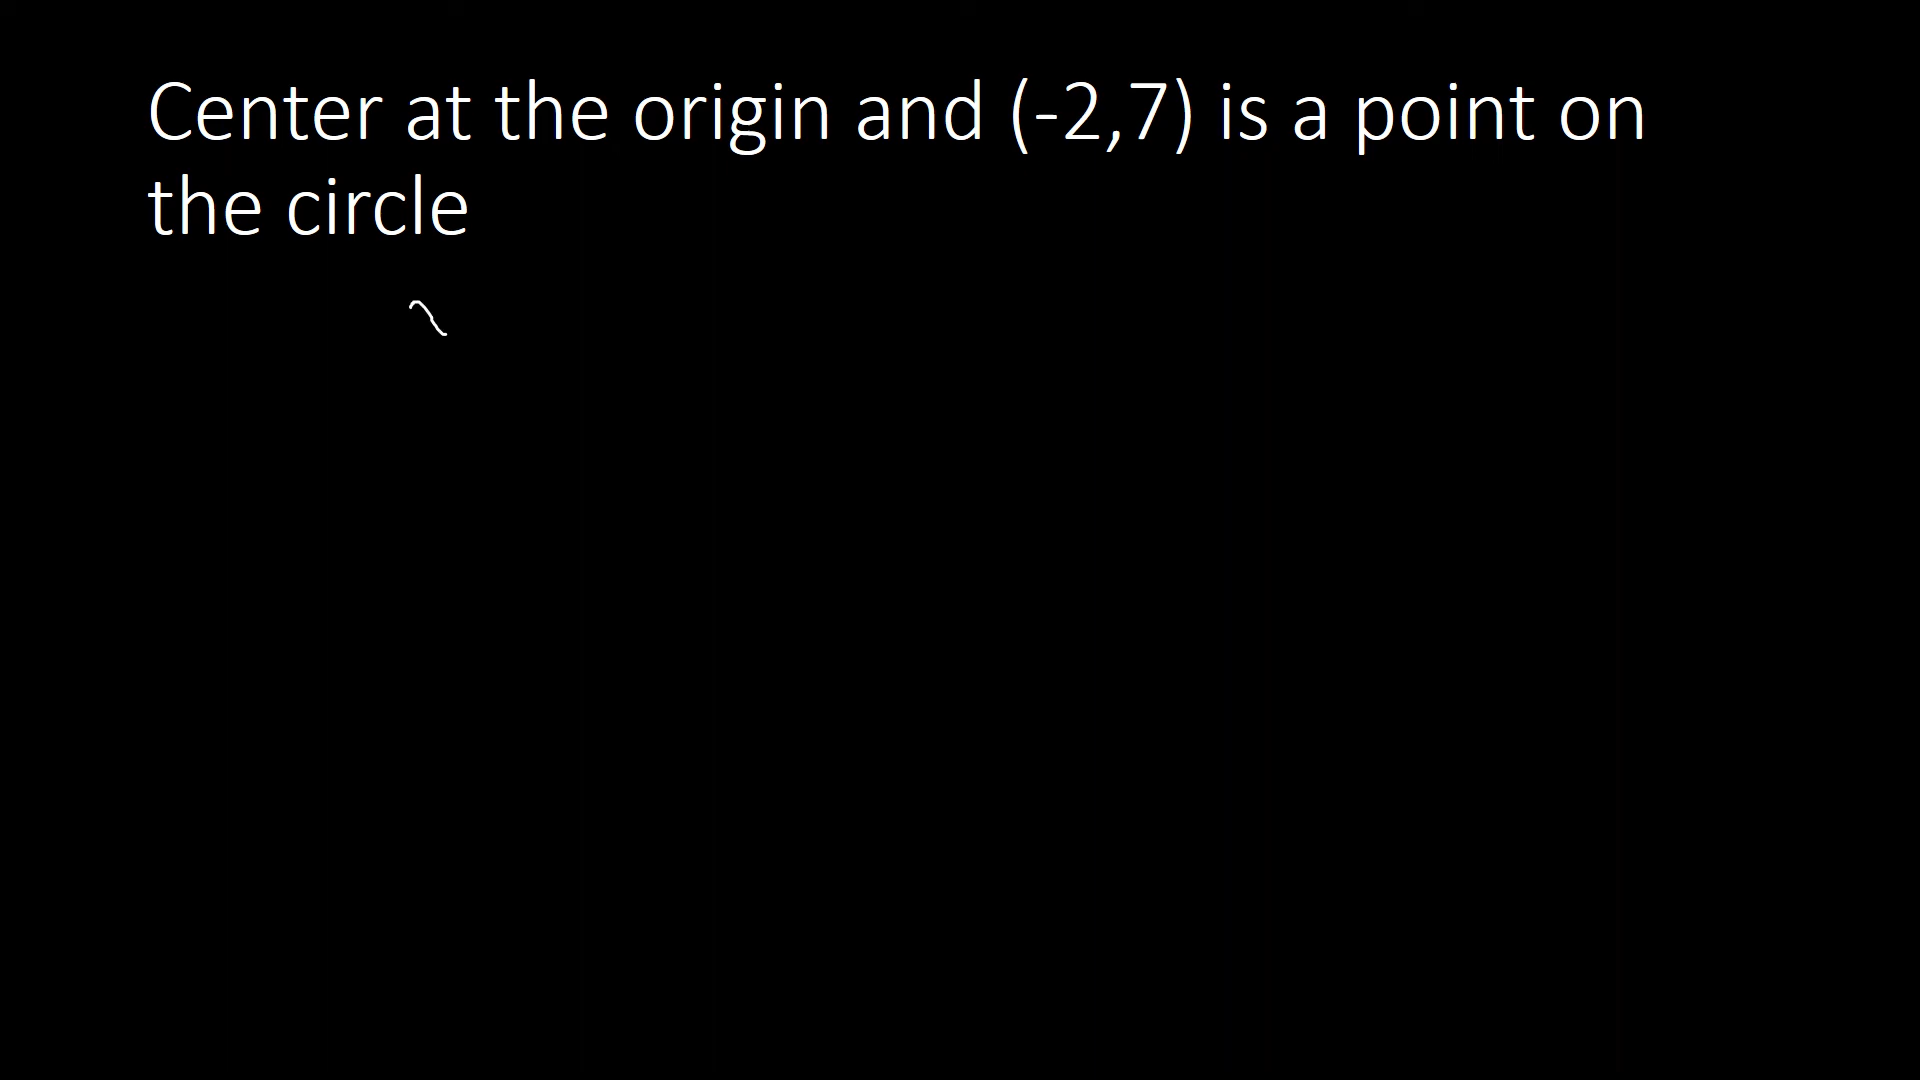 Center at the origin and (-2,7) is a point on
the circle